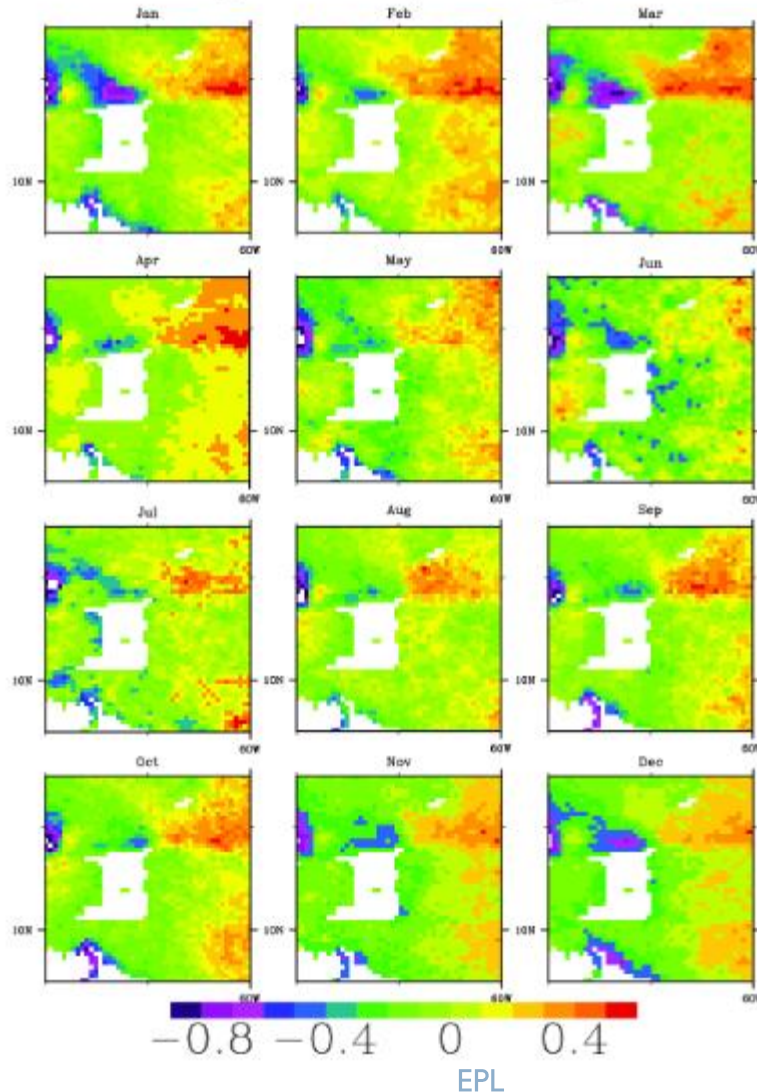 Jan Feb Mar
10N 10N 10N
60W 60W 60W
Apr May Jun
10N 10N 10N
60W 60W 60W
Jul Aug Sep
10N 10N 10N
60W 60W 60W
Oct Nov Dec
10N 10N 10N
60W 60W 60W
−0.8 −0.4 0 0.4
EPL